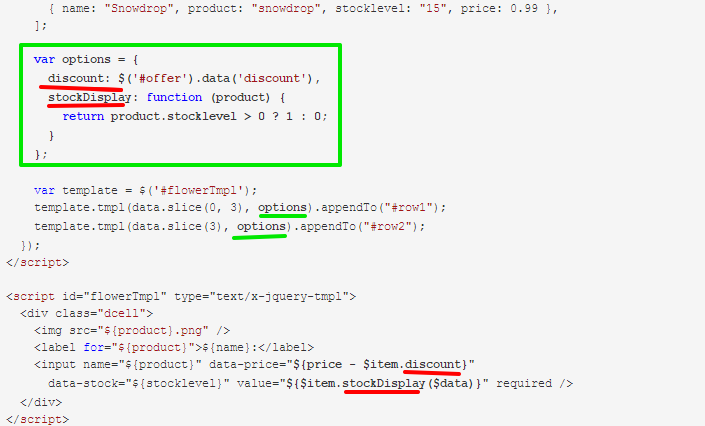 { name: "Snowdrop", product: "snowdrop", stocklevel: "15", price: 0.99 },
];
var options = {
discount: $('#offer').data('discount'),
stockDisplay: function (product) {
return product.stocklevel > 0 ? 1 : 0;
}
};
var template = $('#flowerTmpl');
template.tmpl(data.slice(0, 3), options).appendTo("#row1");
template.tmpl(data.slice(3), options).appendTo("#row2");
});
</script>
<script id="flowerTmpl" type="text/x-jquery-tmpl">
<div class="dcell">
<img src="${product}.png" />
<label for="${product}">${name}:</label>
<input name="${product}" data-price="${price - $item.discount}"
data-stock="${stocklevel}" value="${$item.stockDisplay($data)}" required />
</div>
</script>